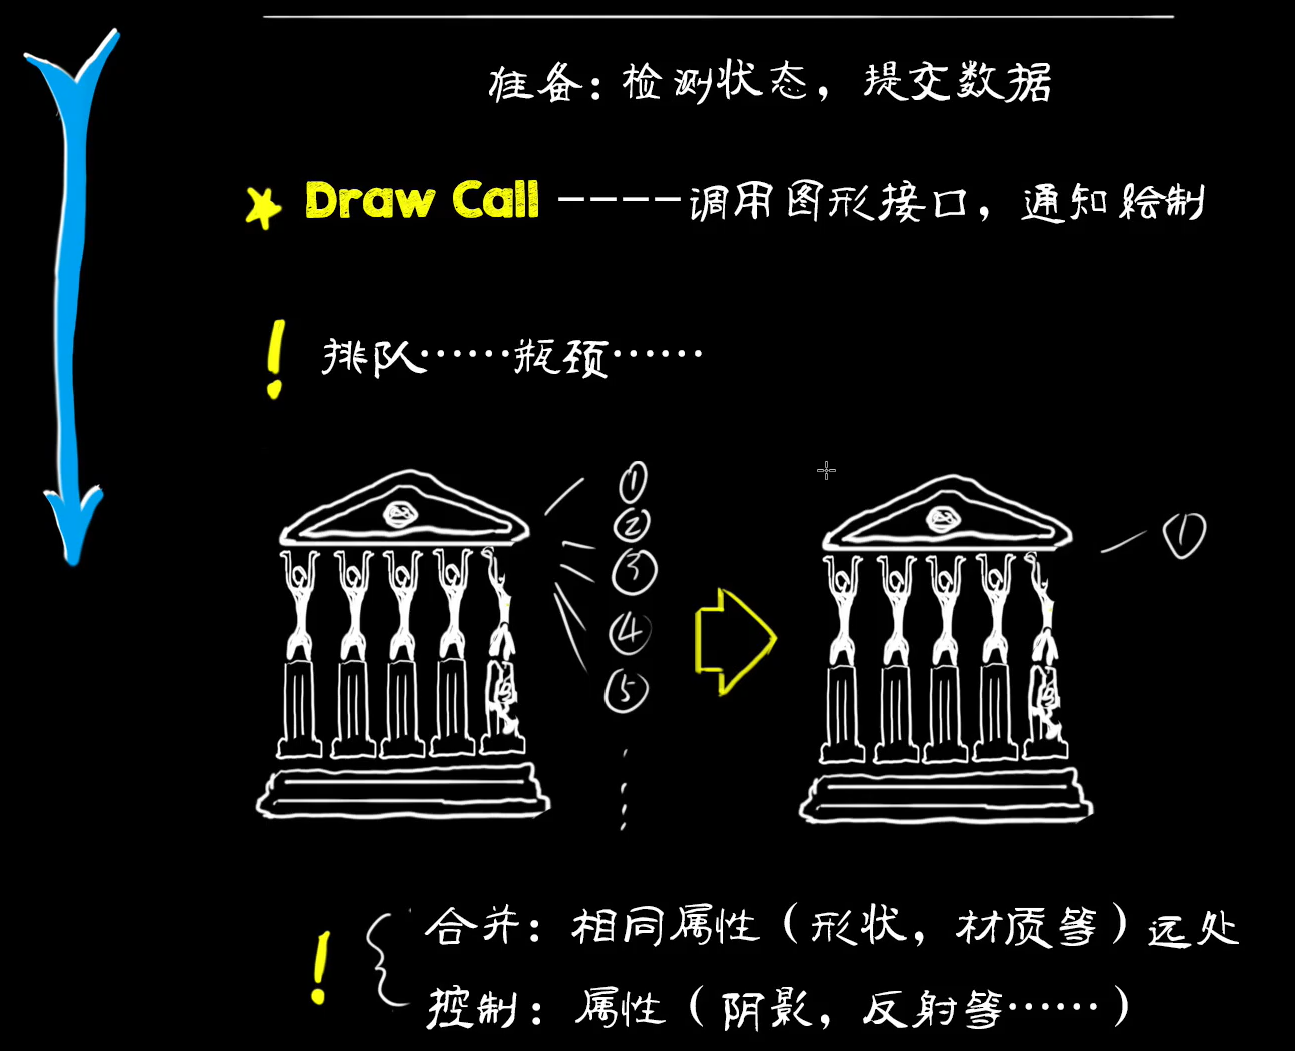 准备：检测状态，提交数据
Draw Call ----调用图形接口，通知绘制
! 排队……瓶颈……
①
②
③
④
⑤
①
! 合并：相同属性（形状，材质等）远处
控制：属性（阴影，反射等……）